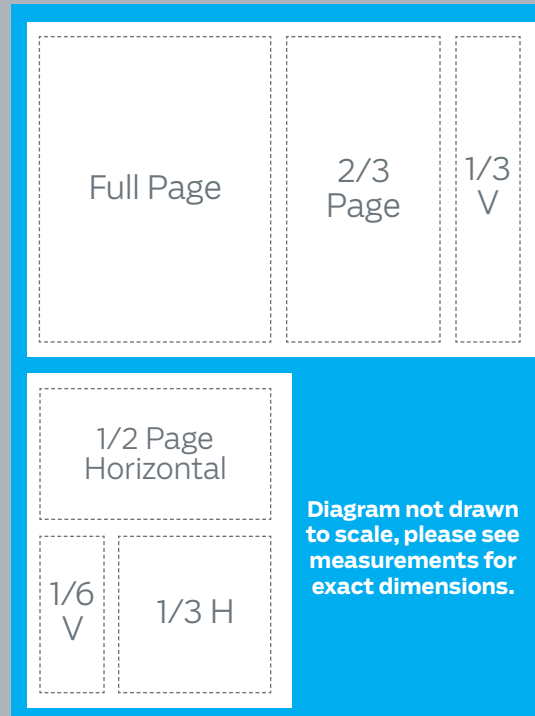 Full Page
2/3
Page
1/3
V
1/2 Page
Horizontal
1/6
V
1/3 H
Diagram not drawn
to scale, please see
measurements for
exact dimensions.